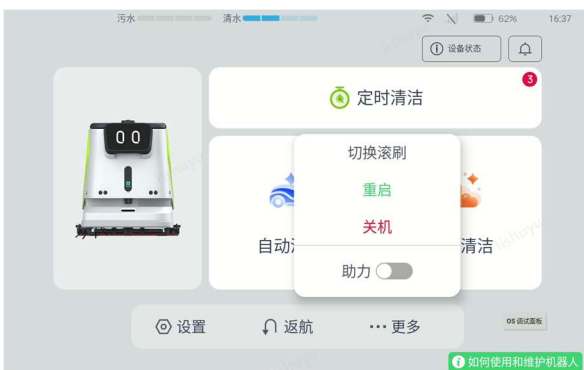 污水 清水 62% 16:37
设备状态
3
定时清洁
切换滚刷
重启
关机
自动 清洁
助力
设置 返航 更多
OS 调试面板
如何使用和维护机器人